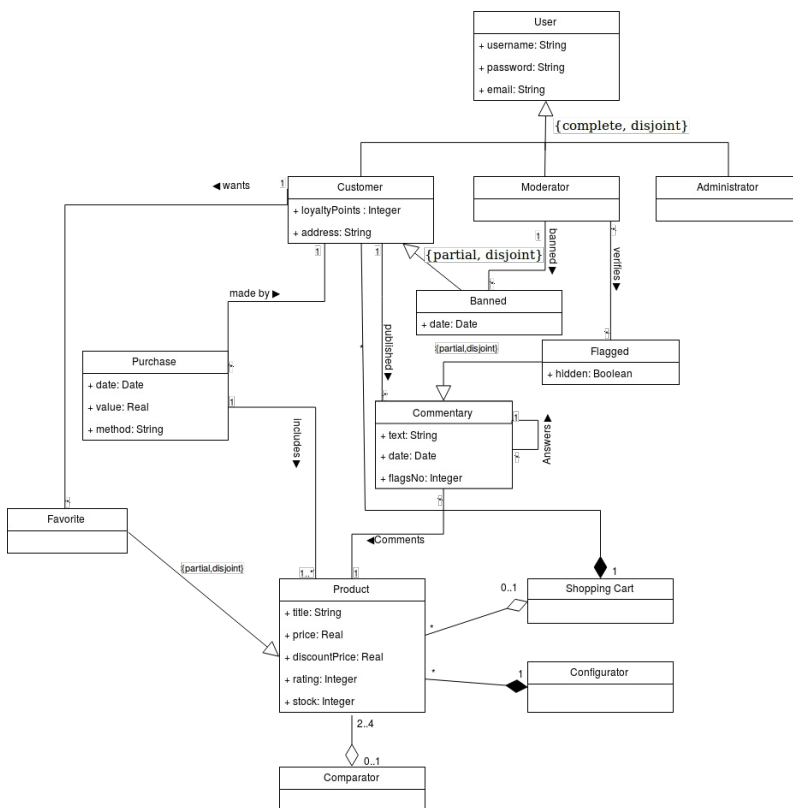 User
+ username: String
+ password: String
+ email: String
{complete, disjoint}
◀ wants
1
Customer
+ loyaltyPoints : Integer
+ address: String
Moderator
Administrator
1
1
1
*
banned▶
verifies▶
{partial, disjoint}
made by ▶
*
Banned
+ date: Date
*
published▶
{partial,disjoint}
*
Flagged
+ hidden: Boolean
Purchase
+ date: Date
+ value: Real
+ method: String
*
1
includes▶
*
Commentary
+ text: String
+ date: Date
+ flagsNo: Integer
1
*
Answers▶
*
*
Favorite
◀Comments
{partial,disjoint}
1..*
1
Product
+ title: String
+ price: Real
+ discountPrice: Real
+ rating: Integer
+ stock: Integer
1
0..1
Shopping Cart
*
*
1
Configurator
2..4
0..1
Comparator